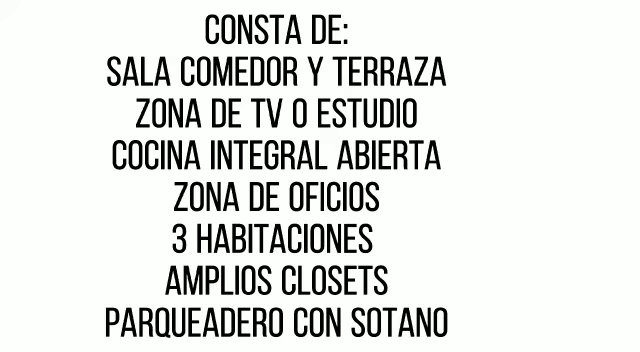 CONSTA DE:
SALA COMEDOR Y TERRAZA
ZONA DE TV O ESTUDIO
COCINA INTEGRAL ABIERTA
ZONA DE OFICIOS
3 HABITACIONES
AMPLIOS CLOSETS
PARQUEADERO CON SOTANO